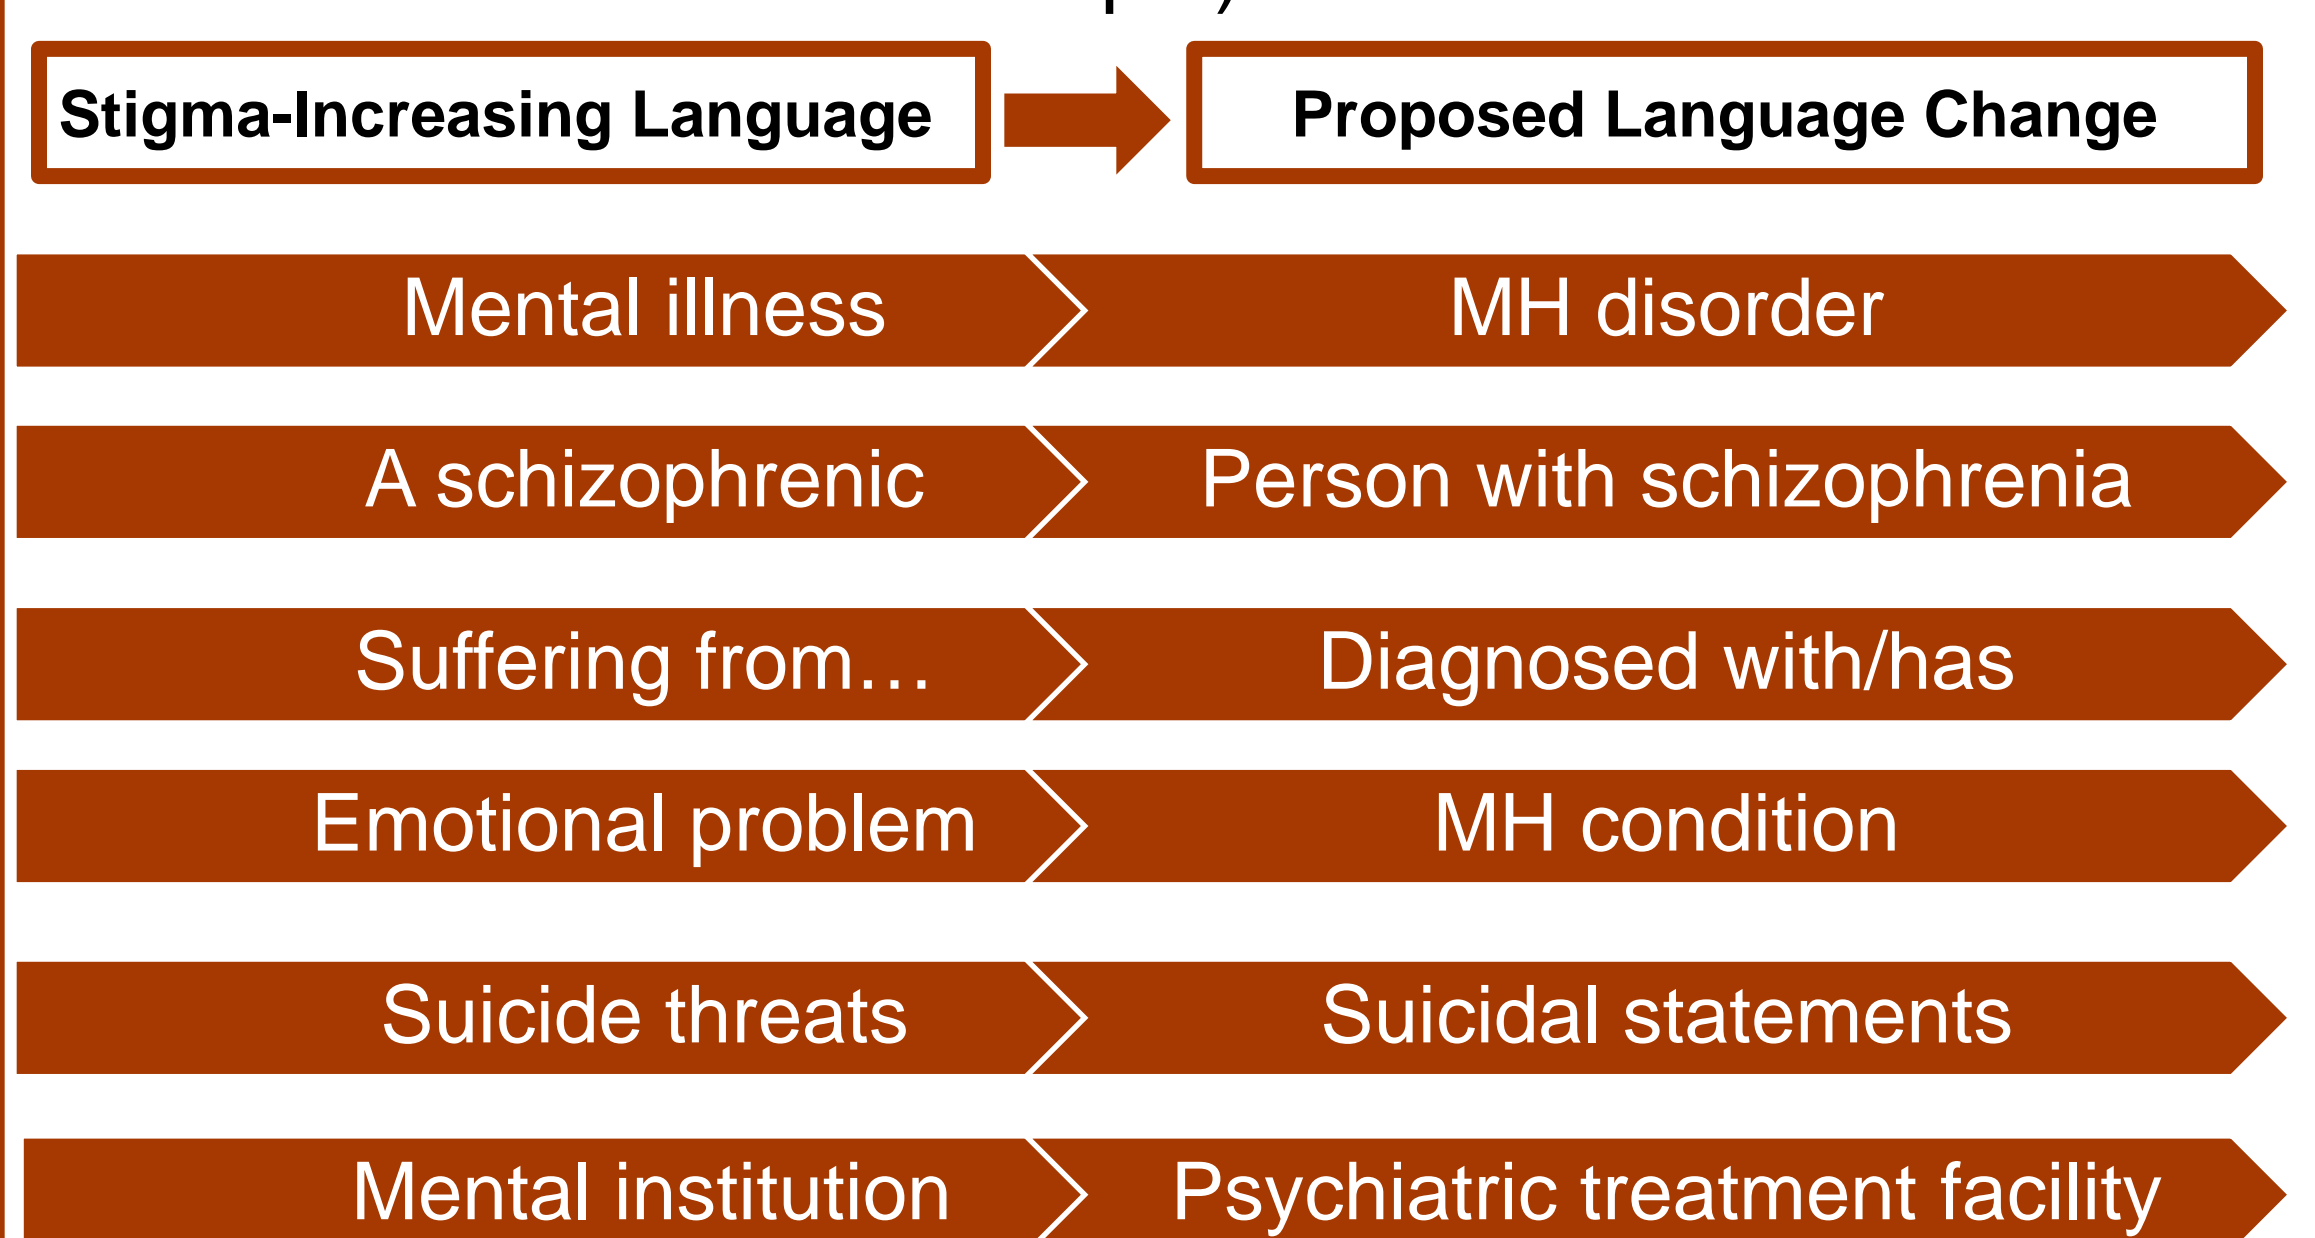 Stigma-Increasing Language
Proposed Language Change
Mental illness
MH disorder
A schizophrenic
Person with schizophrenia
Suffering from...
Diagnosed with/has
Emotional problem
MH condition
Suicide threats
Suicidal statements
Mental institution
Psychiatric treatment facility